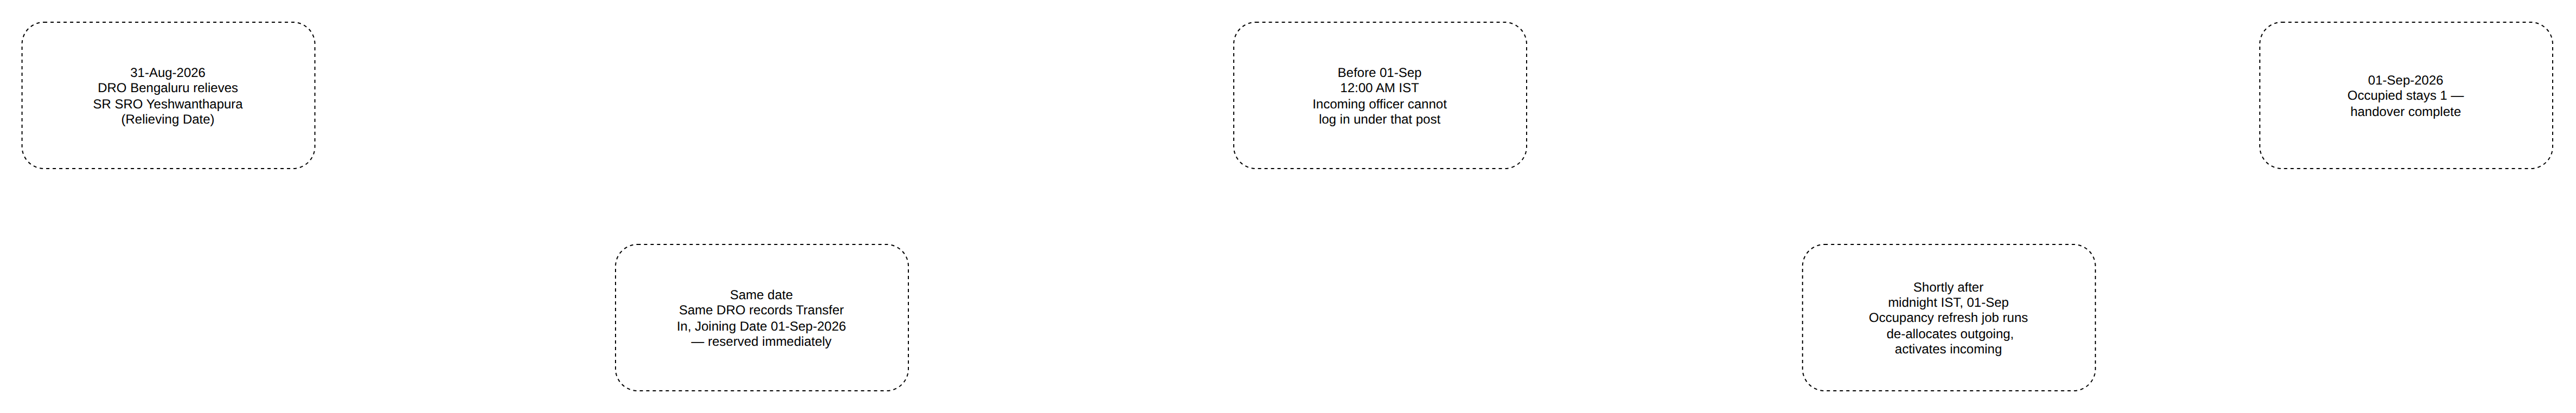 31-Aug-2026
DRO Bengaluru relieves
SR SRO Yeshwanthapura
(Relieving Date)
Same date
Same DRO records Transfer
In, Joining Date 01-Sep-2026
— reserved immediately
Before 01-Sep
12:00 AM IST
Incoming officer cannot
log in under that post
Shortly after
midnight IST, 01-Sep
Occupancy refresh job runs
de-allocates outgoing,
activates incoming
01-Sep-2026
Occupied stays 1 —
handover complete